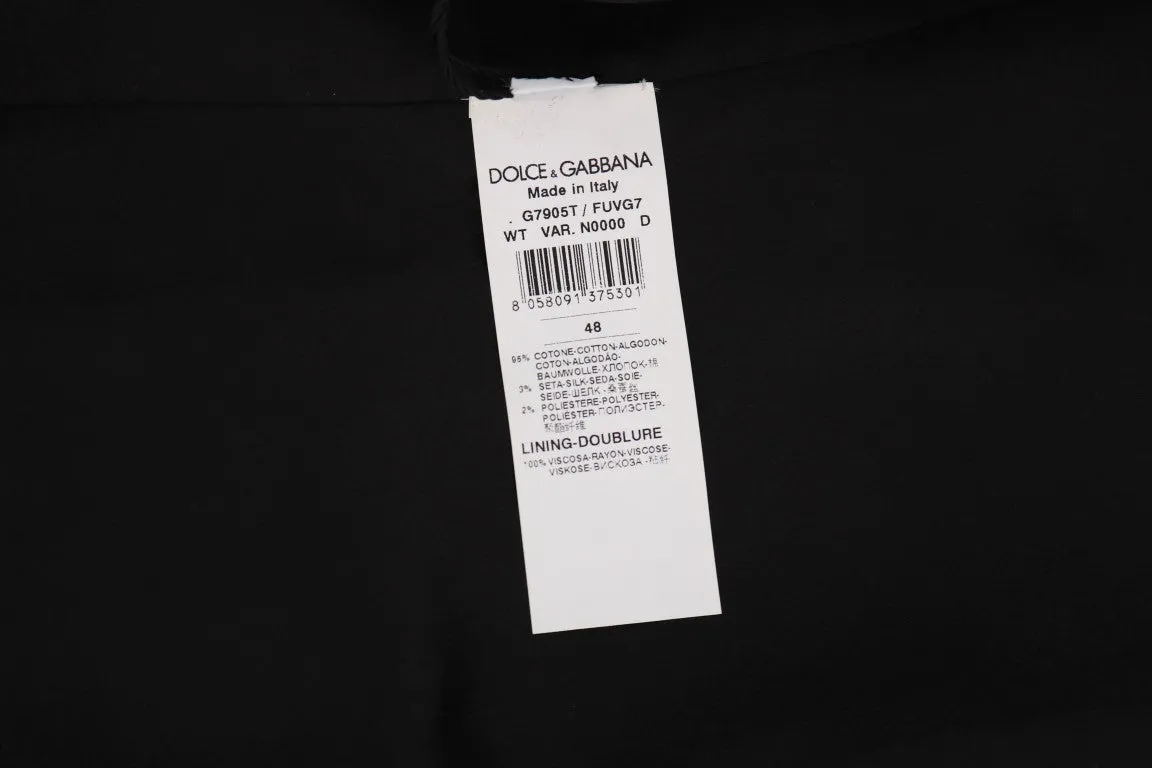 DOLCE & GABBANA
Made in Italy
. G7905T / FUVG7
WT VAR. N0000 D
8 058091 375301
48
95% COTONE-COTTON-ALGODON-
COTON-ALGODÃO-
BAUMWOLLE-ХЛОПОК-棉
3% SETA-SILK-SEDA-SOIE-
SEIDE-ШЕЛК-桑蚕丝
2% POLIESTERE-POLYESTER-
POLIESTER-ПОЛИЭСТЕР-
聚酯纤维
LINING-DOUBLURE
100% VISCOSA-RAYON-VISCOSE-
VISKOSE-ВИСКОЗА-粘纤